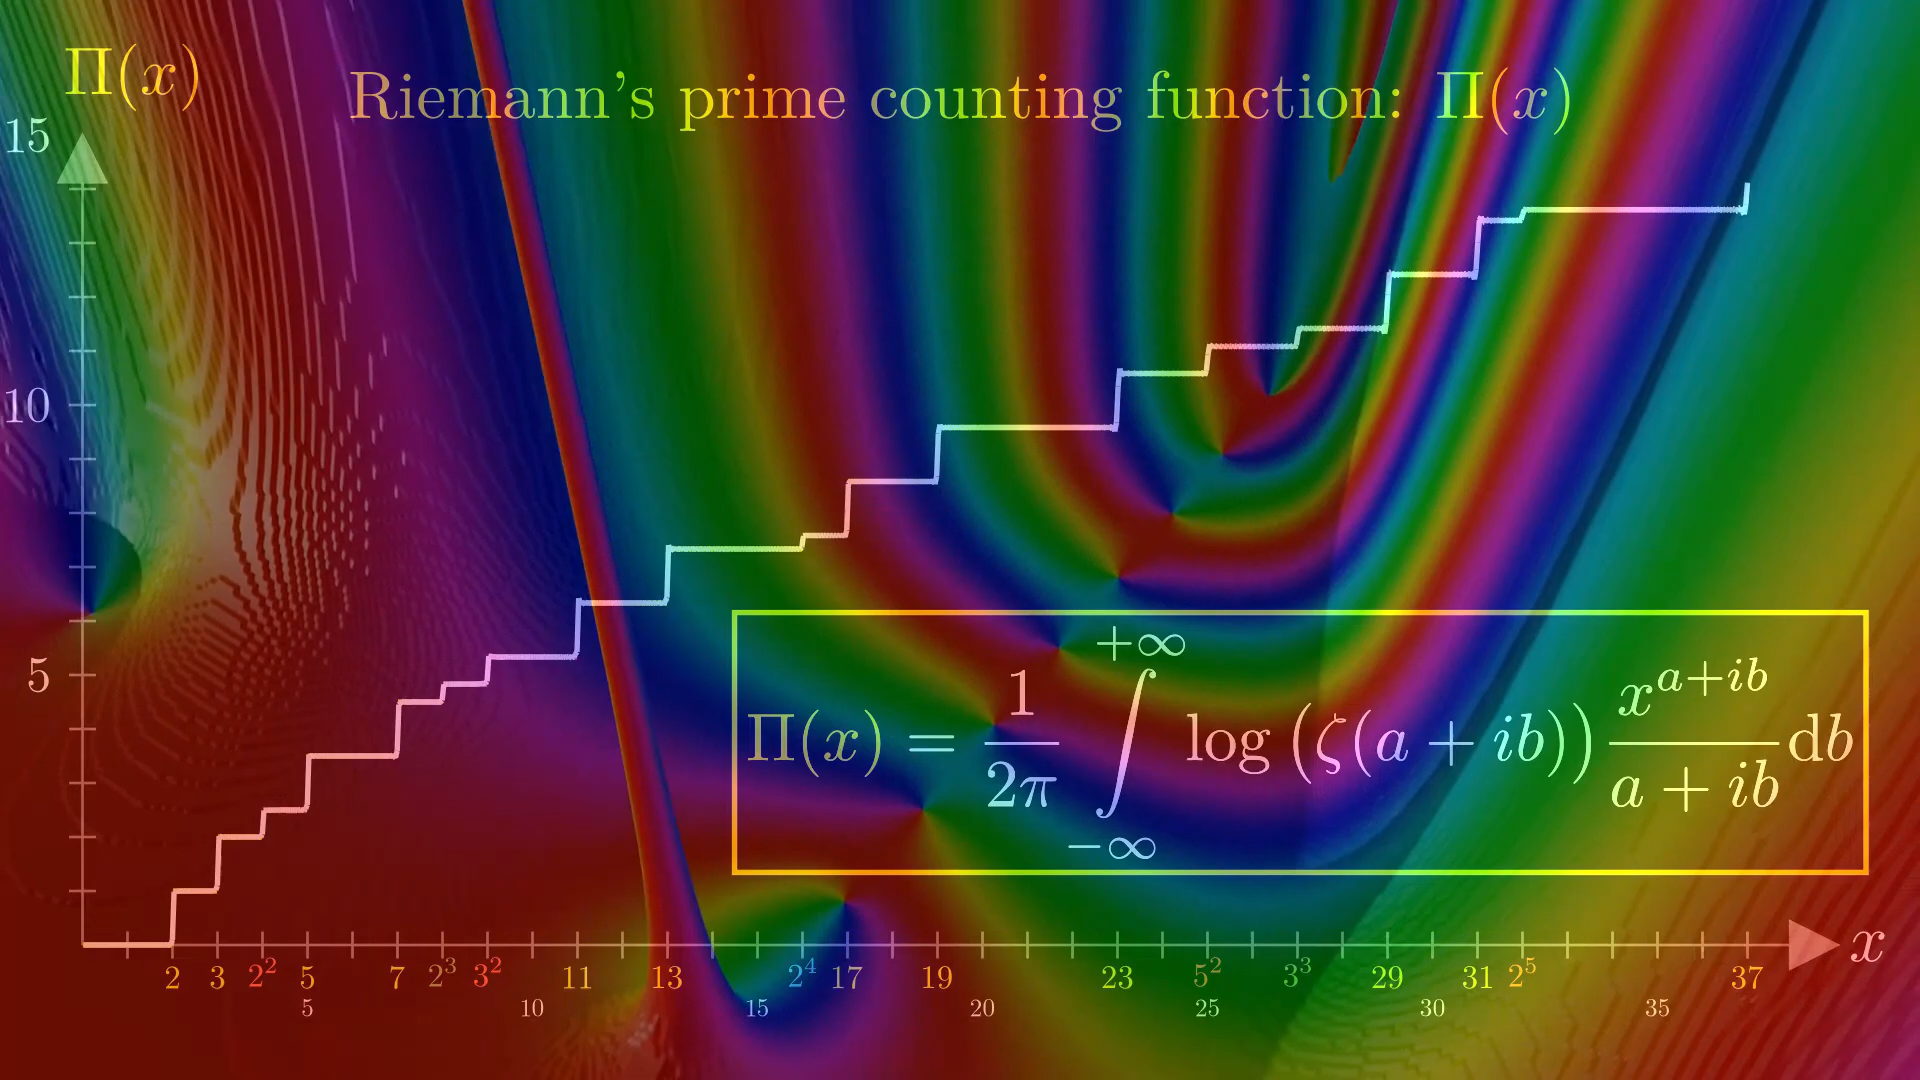 Π(x)
Riemann's prime counting function: Π(x)
15
10
5
Π(x) = 1/2π ∫_{−∞}^{+∞} log (ζ(a + ib)) x^{a+ib}/a + ib db
x
2 3 2² 5 7 2³ 3² 11 13 2⁴ 17 19 23 5² 3³ 29 31 2⁵ 37
5 10 15 20 25 30 35